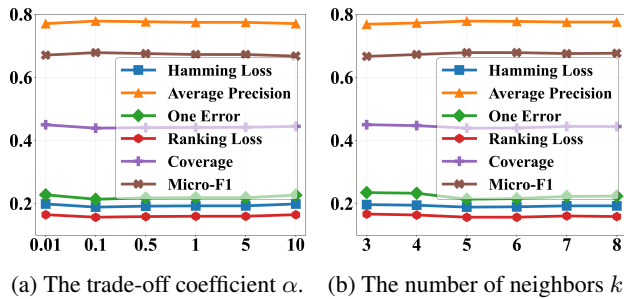 0.8
0.6
0.4
0.2
0.01 0.1 0.5 1 5 10
Hamming Loss
Average Precision
One Error
Ranking Loss
Coverage
Micro-F1
(a) The trade-off coefficient α.
0.8
0.6
0.4
0.2
3 4 5 6 7 8
Hamming Loss
Average Precision
One Error
Ranking Loss
Coverage
Micro-F1
(b) The number of neighbors k